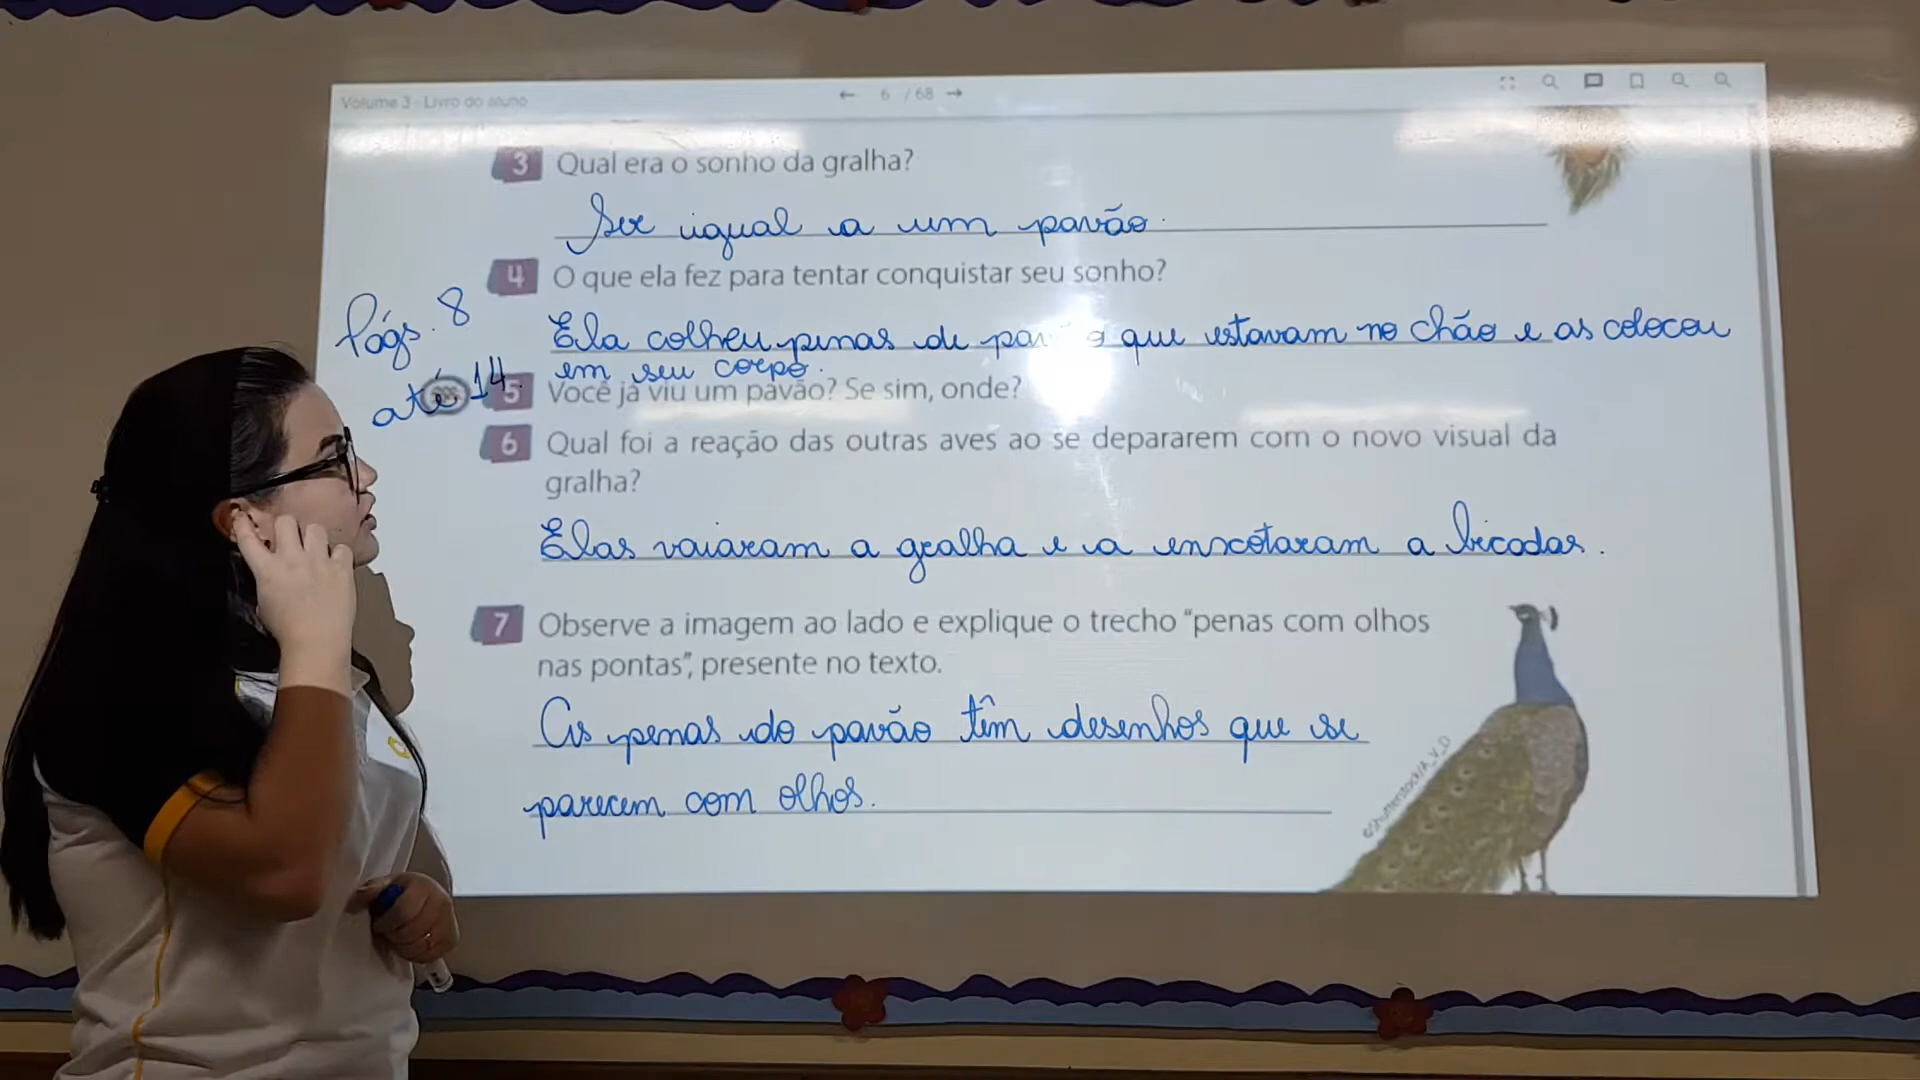 Volume 3 - Livro do aluno
← 6 / 68 →
3 Qual era o sonho da gralha?
Ser igual a um pavão.
4 O que ela fez para tentar conquistar seu sonho?
Págs. 8
até 14.
Ela colheu penas de que estavam no chão e as colocou
em seu corpo.
5 Você já viu um pavão? Se sim, onde?
6 Qual foi a reação das outras aves ao se depararem com o novo visual da
gralha?
Elas vaiaram a gralha e a enxotaram a bicadas.
7 Observe a imagem ao lado e explique o trecho “penas com olhos
nas pontas”, presente no texto.
As penas do pavão têm desenhos que se
parecem com olhos.
©Shutterstock/A_V_D